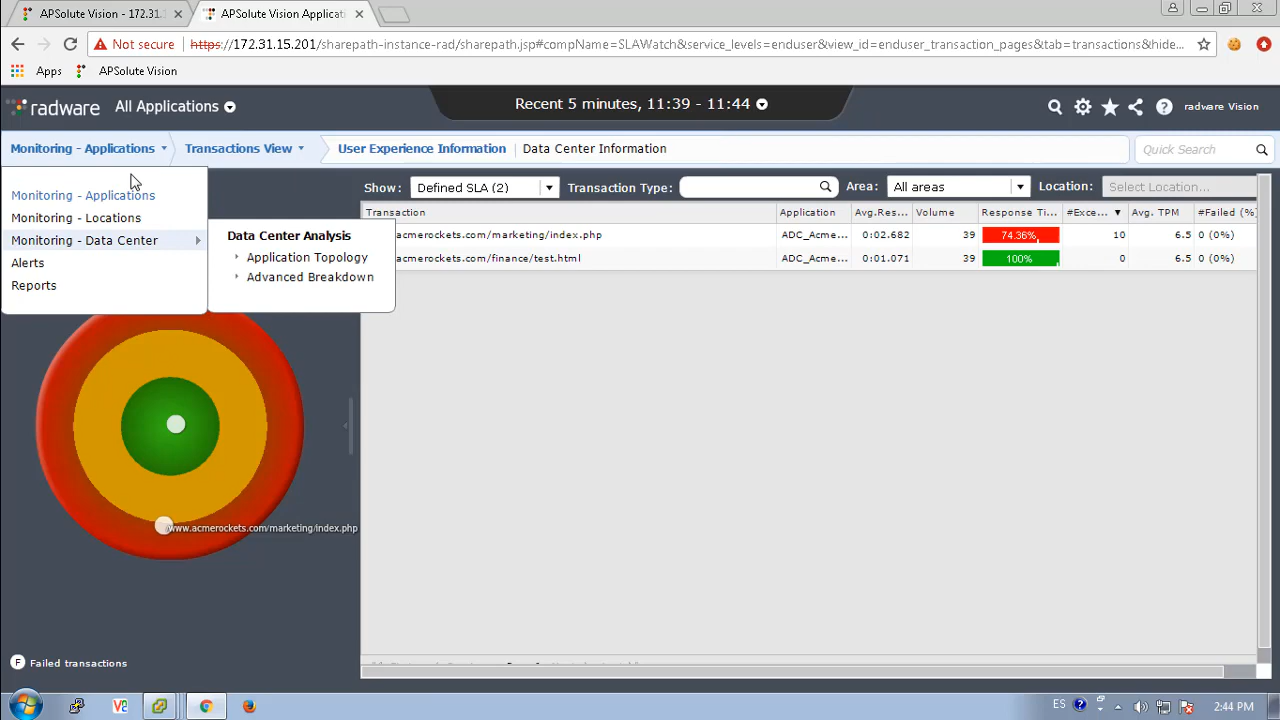 APSolute Vision - 172.31.
APSolute Vision Applicati
Not secure https://172.31.15.201/sharepath-instance-rad/sharepath.jsp#compName=SLAWatch&service_levels=enduser&view_id=enduser_transaction_pages&tab=transactions&hide...
Apps APSolute Vision
radware All Applications Recent 5 minutes, 11:39 - 11:44 radware Vision
Monitoring - Applications Transactions View User Experience Information Data Center Information Quick Search
Show: Defined SLA (2) Transaction Type: Area: All areas Location: Select Location...
Monitoring - Applications
Monitoring - Locations
Monitoring - Data Center
Alerts
Reports
Data Center Analysis
Application Topology
Advanced Breakdown
Transaction Application Avg.Res... Volume Response Ti... #Exce... Avg. TPM #Failed (%)
acmerockets.com/marketing/index.php ADC_Acme... 0:02.682 39 74.36% 10 6.5 0 (0%)
acmerockets.com/finance/test.html ADC_Acme... 0:01.071 39 100% 0 6.5 0 (0%)
www.acmerockets.com/marketing/index.php
F Failed transactions
ES 2:44 PM